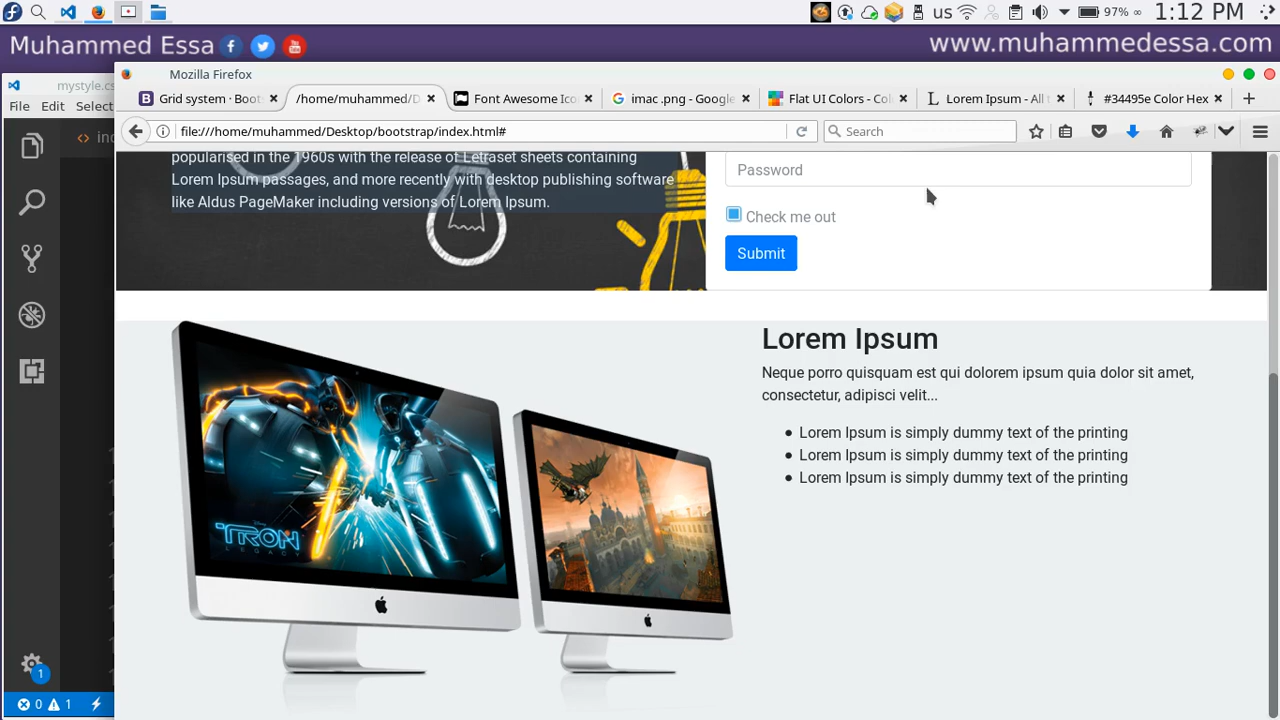 us
97%
∞
1:12 PM
Muhammed Essa
www.muhammedessa.com
mystyle.cs
Mozilla Firefox
File Edit Select
Grid system · Boot
/home/muhammed/D
Font Awesome Ico
imac .png - Google
Flat UI Colors - Col
Lorem Ipsum - All t
#34495e Color Hex
file:///home/muhammed/Desktop/bootstrap/index.html#
Search
popularised in the 1960s with the release of Letraset sheets containing
Lorem Ipsum passages, and more recently with desktop publishing software
like Aldus PageMaker including versions of Lorem Ipsum.
Password
Check me out
Submit
Lorem Ipsum
Neque porro quisquam est qui dolorem ipsum quia dolor sit amet,
consectetur, adipisci velit...
Lorem Ipsum is simply dummy text of the printing
Lorem Ipsum is simply dummy text of the printing
Lorem Ipsum is simply dummy text of the printing
TRON
LEGACY
1
0 1